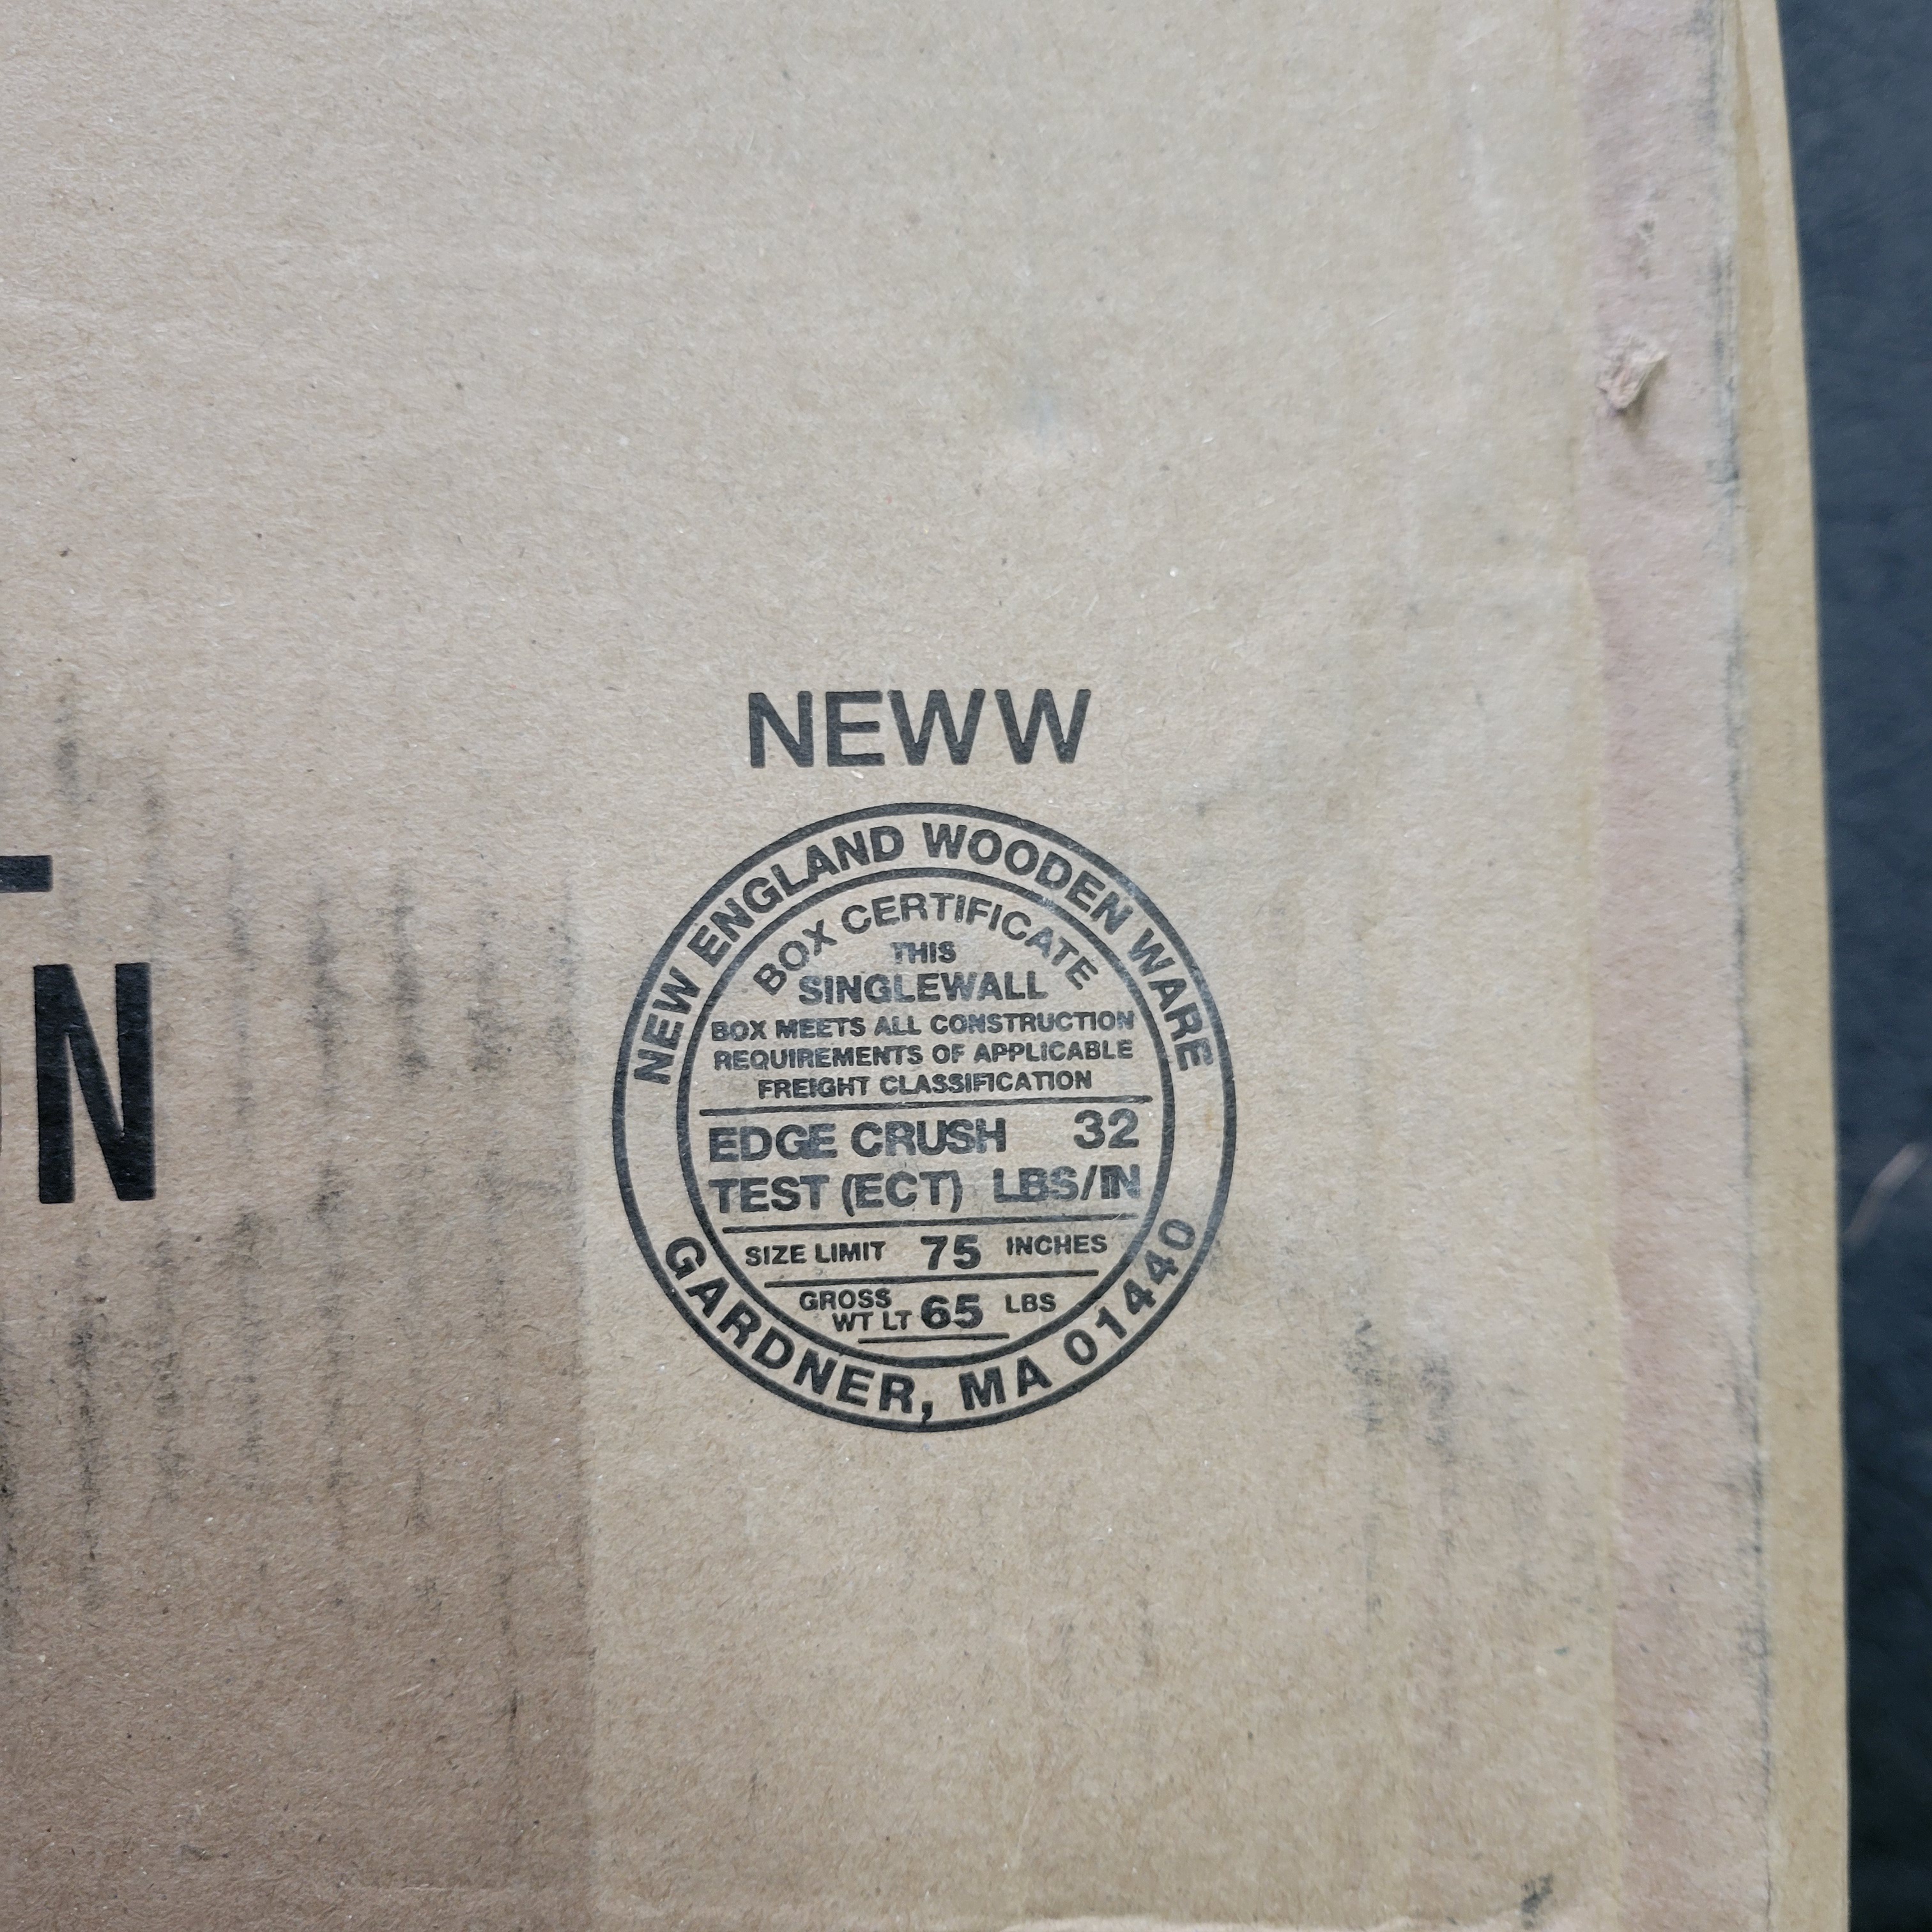 NEWW
NEW ENGLAND WOODEN WARE
BOX CERTIFICATE
THIS
SINGLEWALL
BOX MEETS ALL CONSTRUCTION
REQUIREMENTS OF APPLICABLE
FREIGHT CLASSIFICATION
EDGE CRUSH 32
TEST (ECT) LBS/IN
SIZE LIMIT 75 INCHES
GROSS
WT LT 65 LBS
GARDNER, MA 01440
N